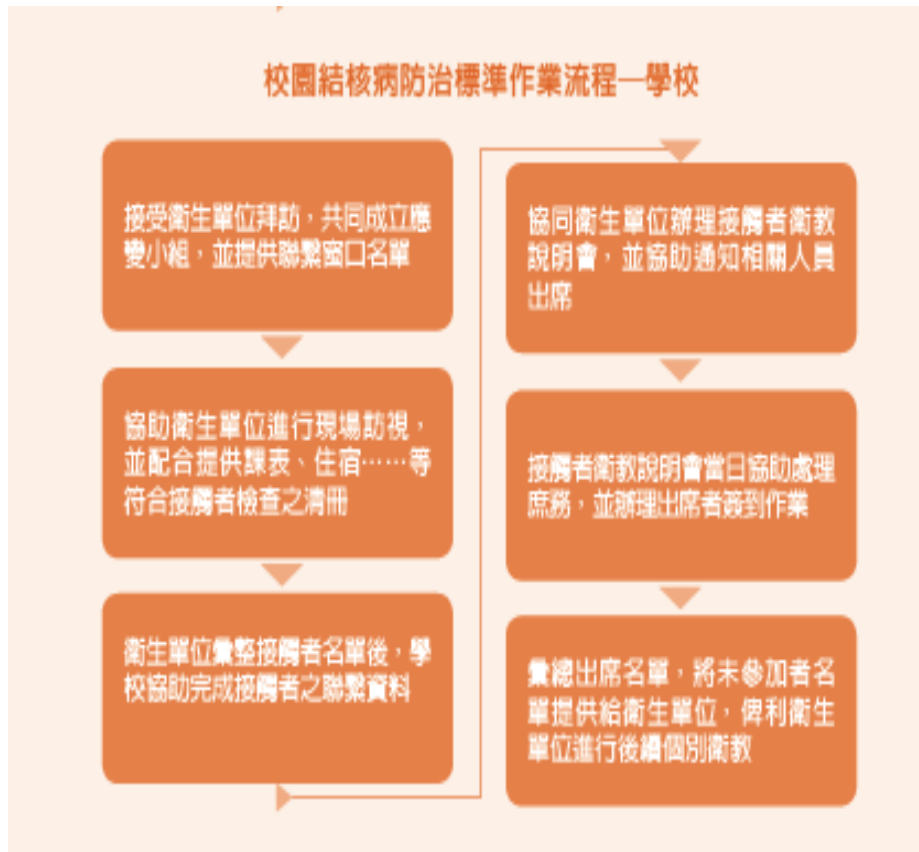 校園結核病防治標準作業流程—學校
接受衛生單位拜訪，共同成立應
變小組，並提供聯繫窗口名單
協助衛生單位進行現場訪視，
並配合提供課表、住宿……等
符合接觸者檢查之清冊
衛生單位彙整接觸者名單後，學
校協助完成接觸者之聯繫資料
協同衛生單位辦理接觸者衛教
說明會，並協助通知相關人員
出席
接觸者衛教說明會當日協助處理
庶務，並辦理出席者簽到作業
彙總出席名單，將未參加者名
單提供給衛生單位，俾利衛生
單位進行後續個別衛教